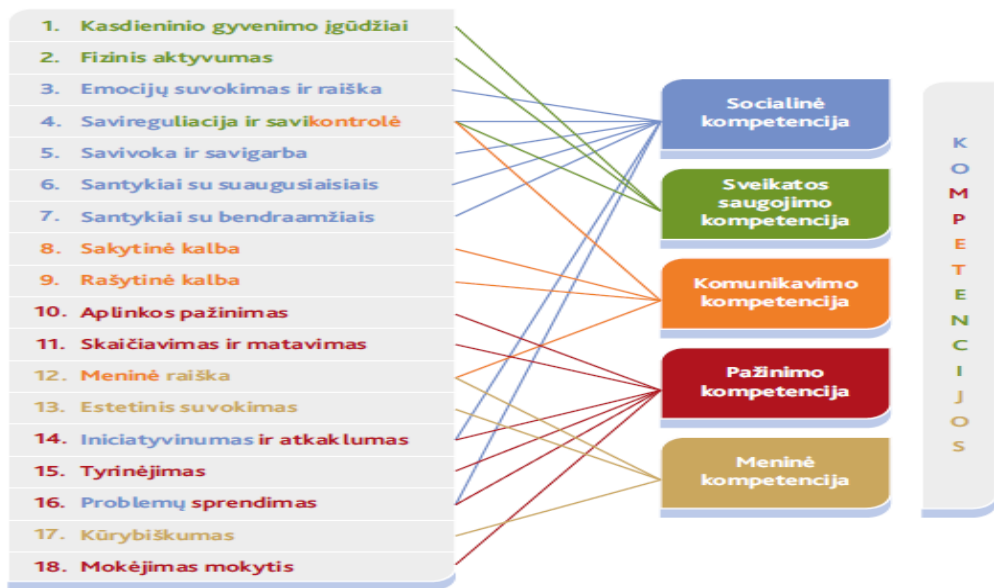 1. Kasdieninio gyvenimo įgūdžiai
2. Fizinis aktyvumas
3. Emocijų suvokimas ir raiška
4. Savireguliacija ir savikontrolė
5. Savivoka ir savigarba
6. Santykiai su suaugusiaisiais
7. Santykiai su bendraamžiais
8. Sakytinė kalba
9. Rašytinė kalba
10. Aplinkos pažinimas
11. Skaičiavimas ir matavimas
12. Meninė raiška
13. Estetinis suvokimas
14. Iniciatyvinumas ir atkaklumas
15. Tyrinėjimas
16. Problemų sprendimas
17. Kūrybiškumas
18. Mokėjimas mokytis
Socialinė
kompetencija
Sveikatos
saugojimo
kompetencija
Komunikavimo
kompetencija
Pažinimo
kompetencija
Meninė
kompetencija
KOMPETENCIJOS